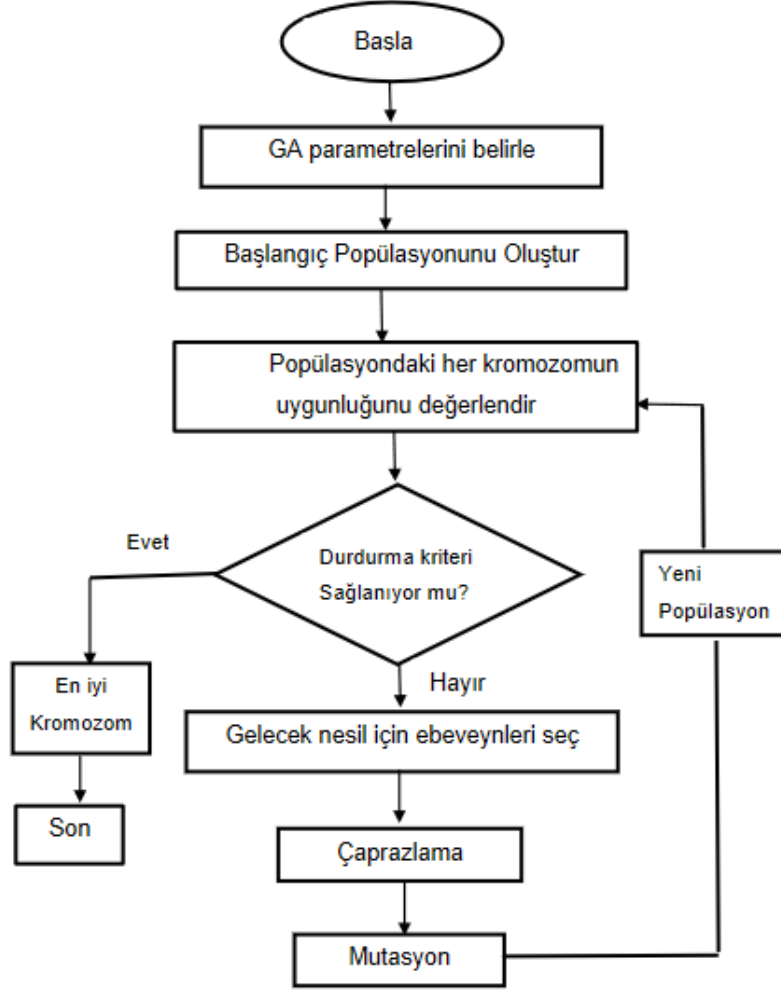 Başla
GA parametrelerini belirle
Başlangıç Popülasyonunu Oluştur
Popülasyondaki her kromozomun
uygunluğunu değerlendir
Evet
Durdurma kriteri
Sağlanıyor mu?
Yeni
Popülasyon
En iyi
Kromozom
Hayır
Gelecek nesil için ebeveynleri seç
Son
Çaprazlama
Mutasyon